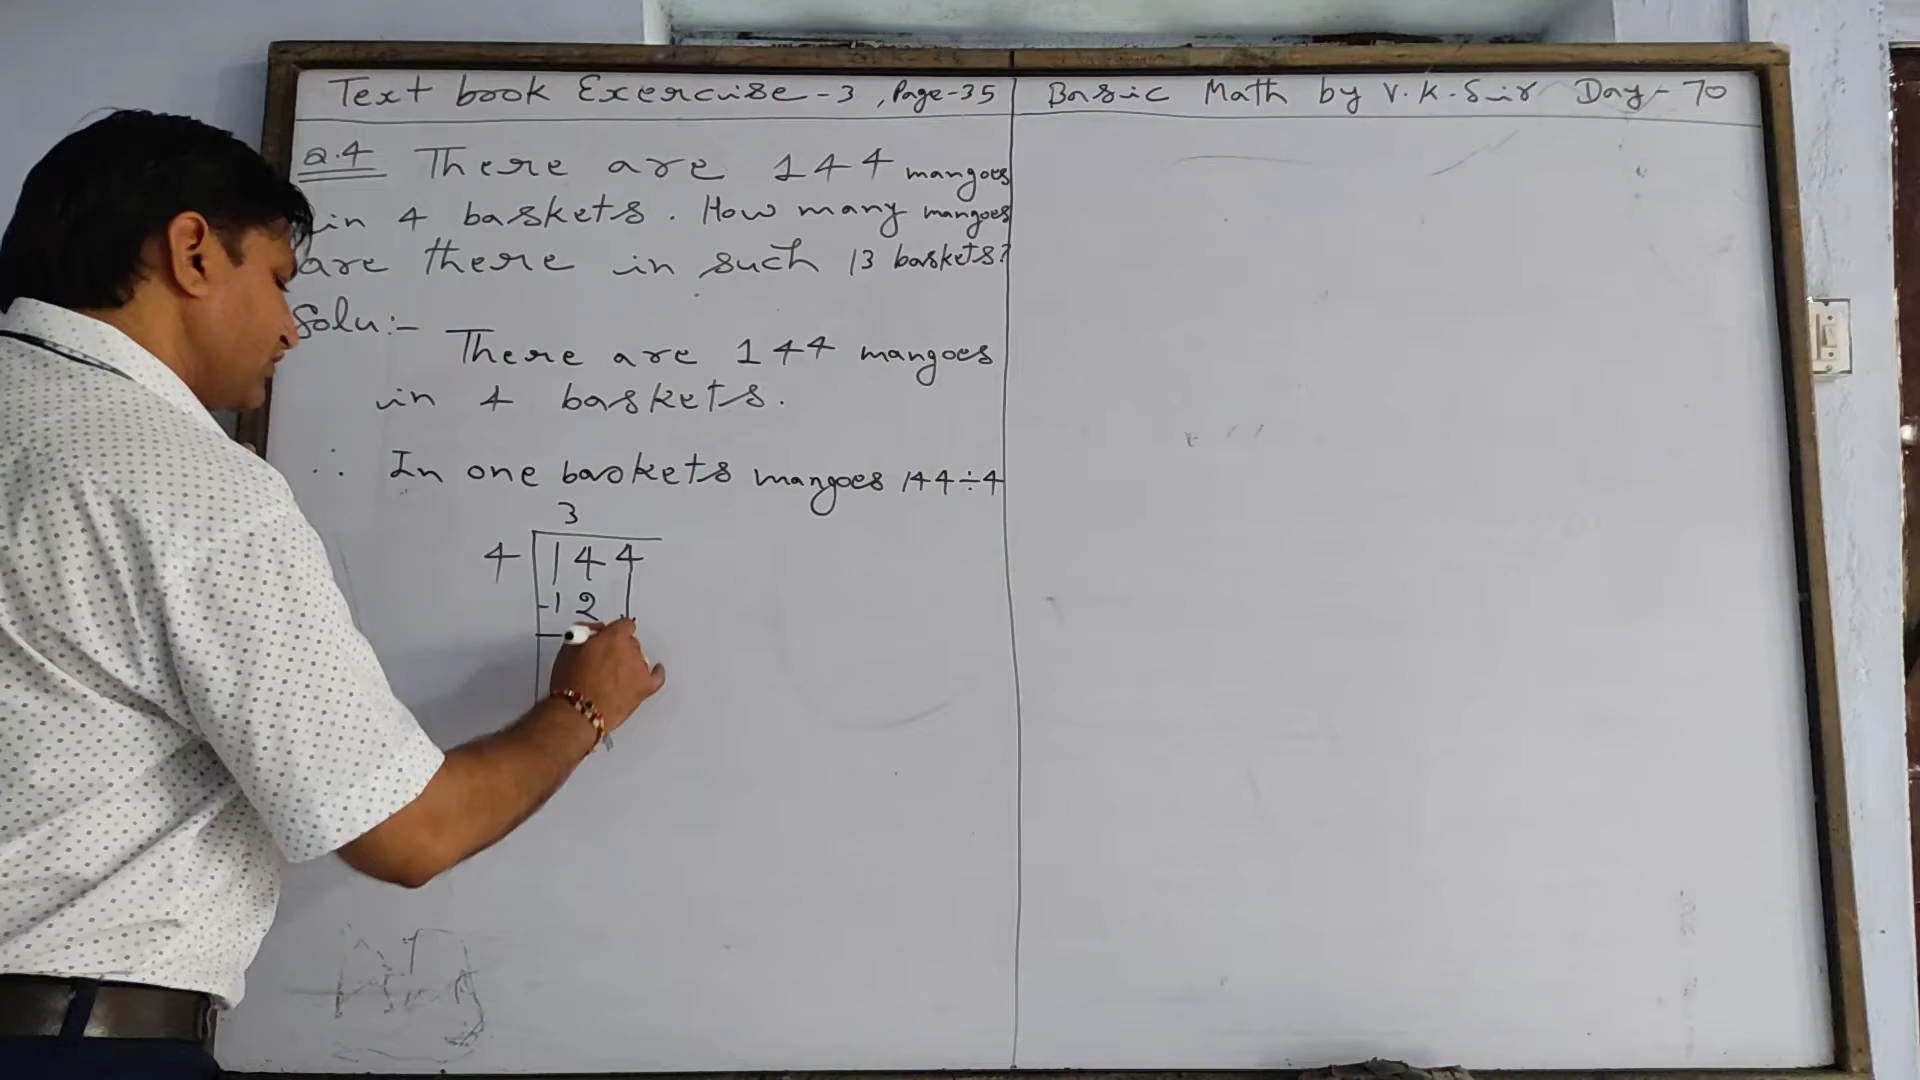 Text book Exercise-3, Page-35
Basic Math by V.K. Sir Day-70
Q.4 There are 144 mangoes
in 4 baskets. How many mangoes
are there in such 13 baskets?
Solu:-
There are 144 mangoes
in 4 baskets.
∴ In one baskets mangoes 144÷4
3
4 144
-12